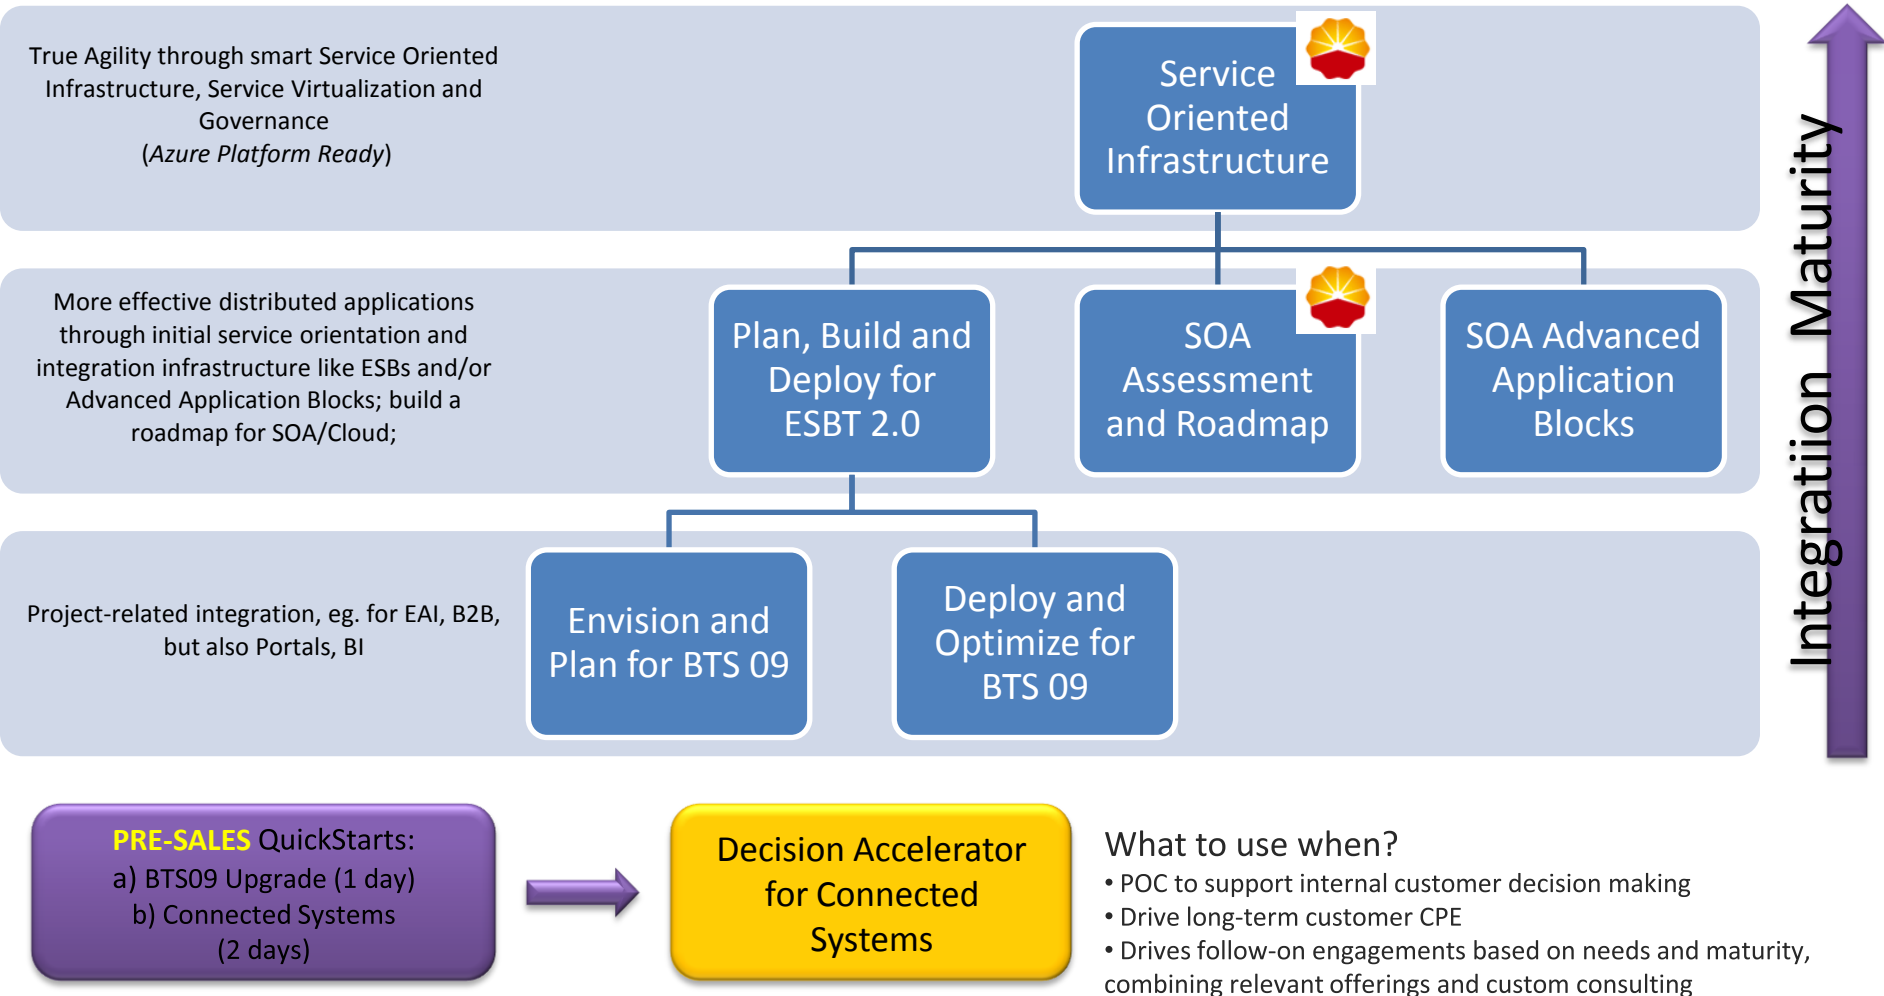 True Agility through smart Service Oriented
Infrastructure, Service Virtualization and
Governance
(Azure Platform Ready)
Service
Oriented
Infrastructure
More effective distributed applications
through initial service orientation and
integration infrastructure like ESBs and/or
Advanced Application Blocks; build a
roadmap for SOA/Cloud;
Plan, Build and
Deploy for
ESBT 2.0
SOA
Assessment
and Roadmap
SOA Advanced
Application
Blocks
Project-related integration, eg. for EAI, B2B,
but also Portals, BI
Envision and
Plan for BTS 09
Deploy and
Optimize for
BTS 09
Integratiion Maturity
PRE-SALES QuickStarts:
a) BTS09 Upgrade (1 day)
b) Connected Systems
(2 days)
Decision Accelerator
for Connected
Systems
What to use when?
• POC to support internal customer decision making
• Drive long-term customer CPE
• Drives follow-on engagements based on needs and maturity,
combining relevant offerings and custom consulting